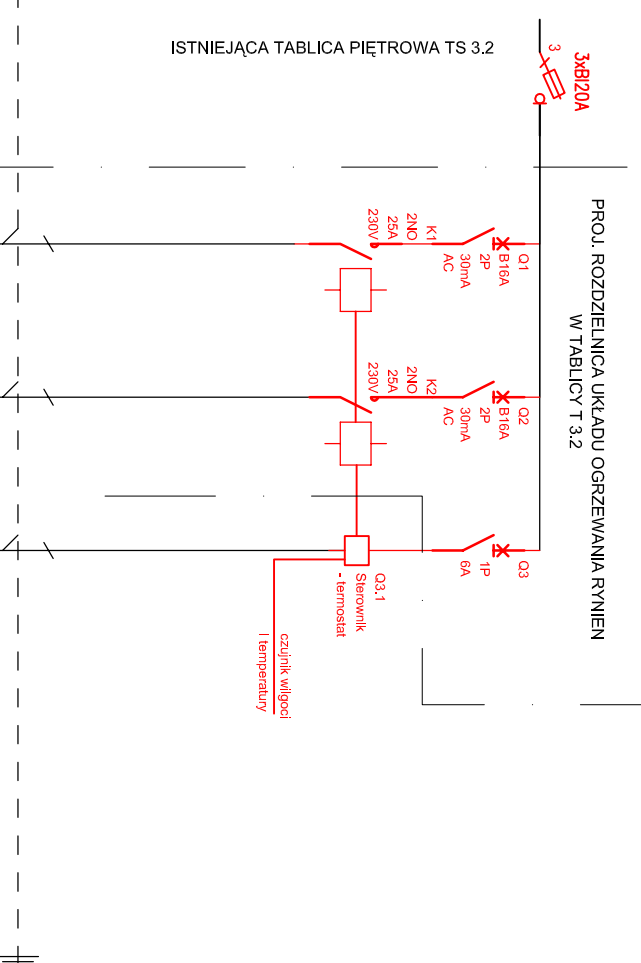 ISTNIEJĄCA TABLICA PIĘTROWA TS 3.2
3xBI20A
3
PROJ. ROZDZIELNICA UKŁADU OGRZEWANIA RYNIEN
W TABLICY T 3.2
Q1
B16A
2P
30mA
AC
K1
2NO
25A
230V
Q2
B16A
2P
30mA
AC
K2
2NO
25A
230V
Q3
1P
6A
Q3.1
Sterownik
- termostat
czujnik wilgoci
i temperatury